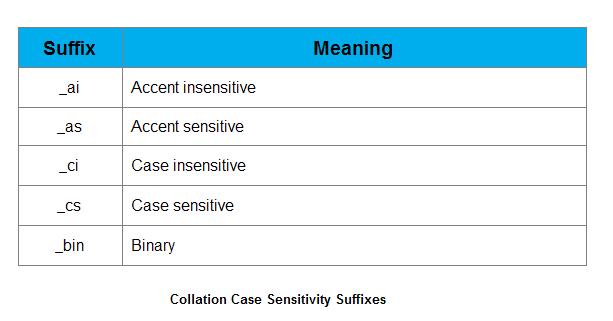 Suffix Meaning
_ai Accent insensitive
_as Accent sensitive
_ci Case insensitive
_cs Case sensitive
_bin Binary
Collation Case Sensitivity Suffixes